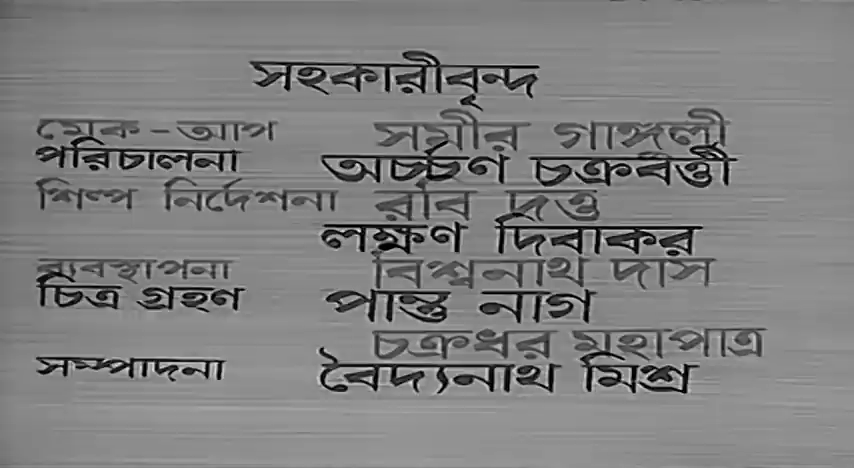 সহকারীবৃন্দ
মেক-আপ সমীর গাঙ্গুলী
পরিচালনা অর্চ্চণ চক্রবর্ত্তী
শিল্প নির্দেশনা রবি দত্ত
লক্ষণ দিবাকর
ব্যবস্থাপনা বিশ্বনাথ দাস
চিত্র গ্রহণ পান্তু নাগ
চক্রধর মহাপাত্র
সম্পাদনা বৈদ্যনাথ মিশ্র